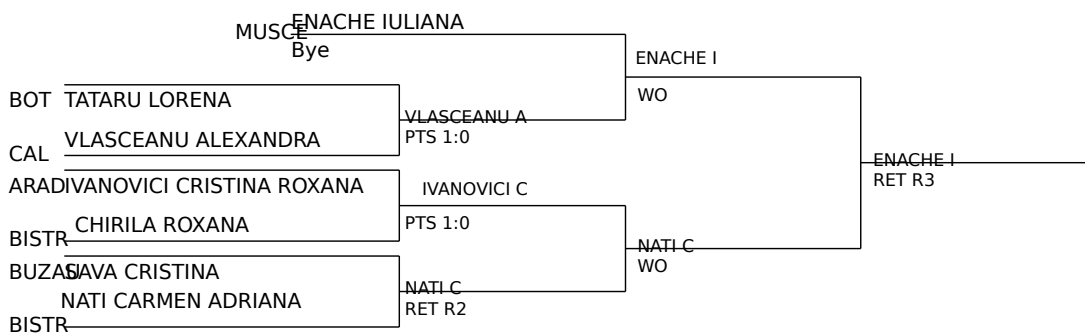 MUSCE ENACHE IULIANA
Bye
ENACHE I
WO
BOT TATARU LORENA
VLASCEANU A
PTS 1:0
CAL VLASCEANU ALEXANDRA
ENACHE I
RET R3
ARAD IVANOVICI CRISTINA ROXANA
IVANOVICI C
PTS 1:0
BISTR CHIRILA ROXANA
NATI C
WO
BUZAU SAVA CRISTINA
NATI C
RET R2
BISTR NATI CARMEN ADRIANA